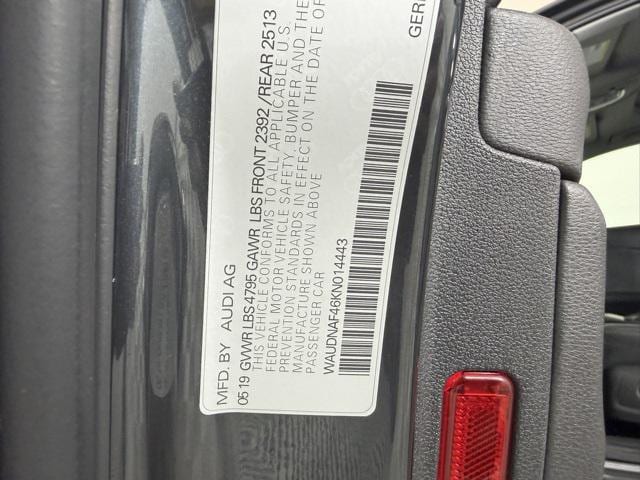 MFD. BY AUDI AG
05 19 GVWR LBS 4795 GAWR LBS FRONT 2392 / REAR 2513
THIS VEHICLE CONFORMS TO ALL APPLICABLE U.S.
FEDERAL MOTOR VEHICLE SAFETY, BUMPER AND THE
PREVENTION STANDARDS IN EFFECT ON THE DATE OF
MANUFACTURE SHOWN ABOVE
PASSENGER CAR
WAUDNAF46KN014443